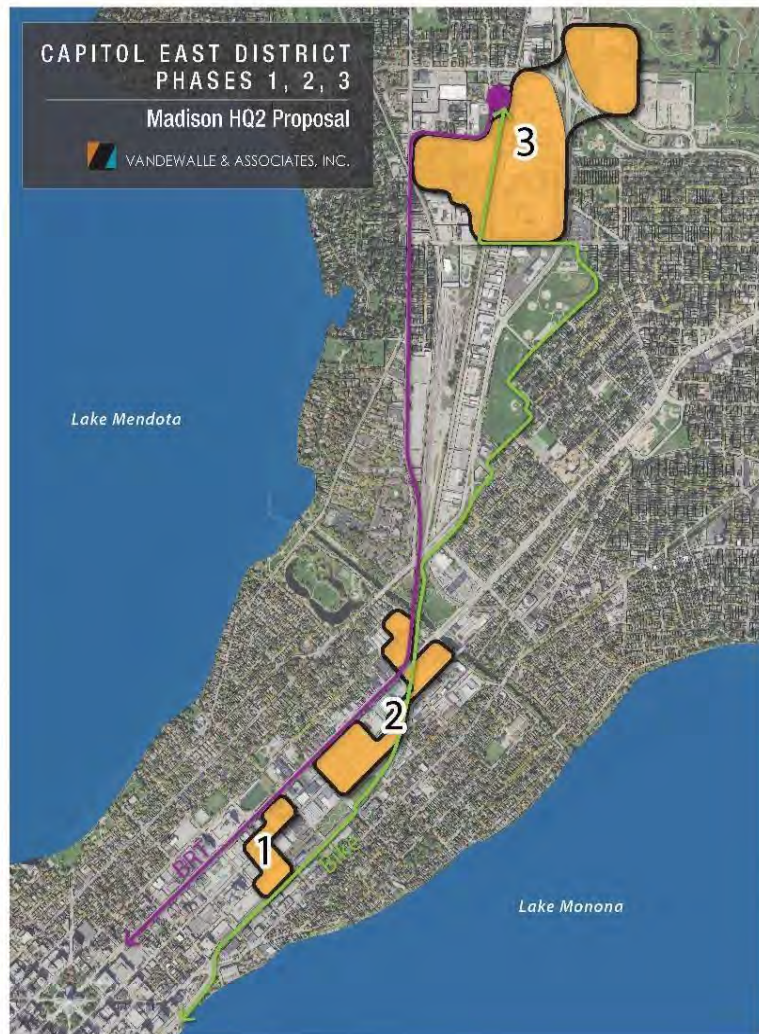 CAPITOL EAST DISTRICT
PHASES 1, 2, 3
Madison HQ2 Proposal
VANDEWALLE & ASSOCIATES, INC.
3
Lake Mendota
2
1
BRT
Bike
Lake Monona